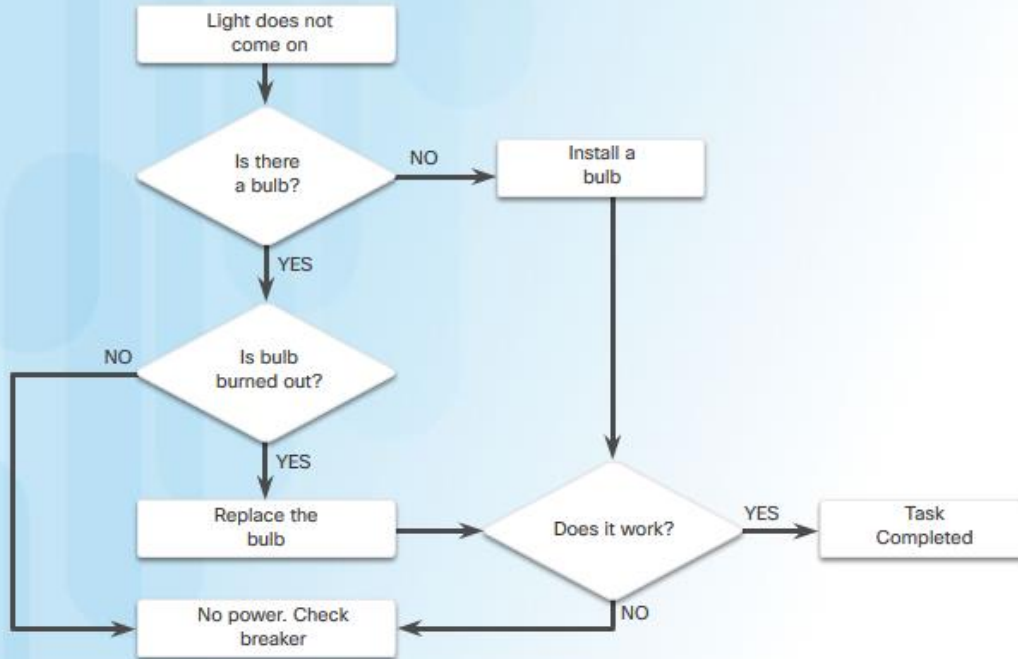 Light does not
come on
Is there
a bulb?
NO
Install a
bulb
YES
NO
Is bulb
burned out?
YES
Replace the
bulb
Does it work?
YES
Task
Completed
NO
No power. Check
breaker